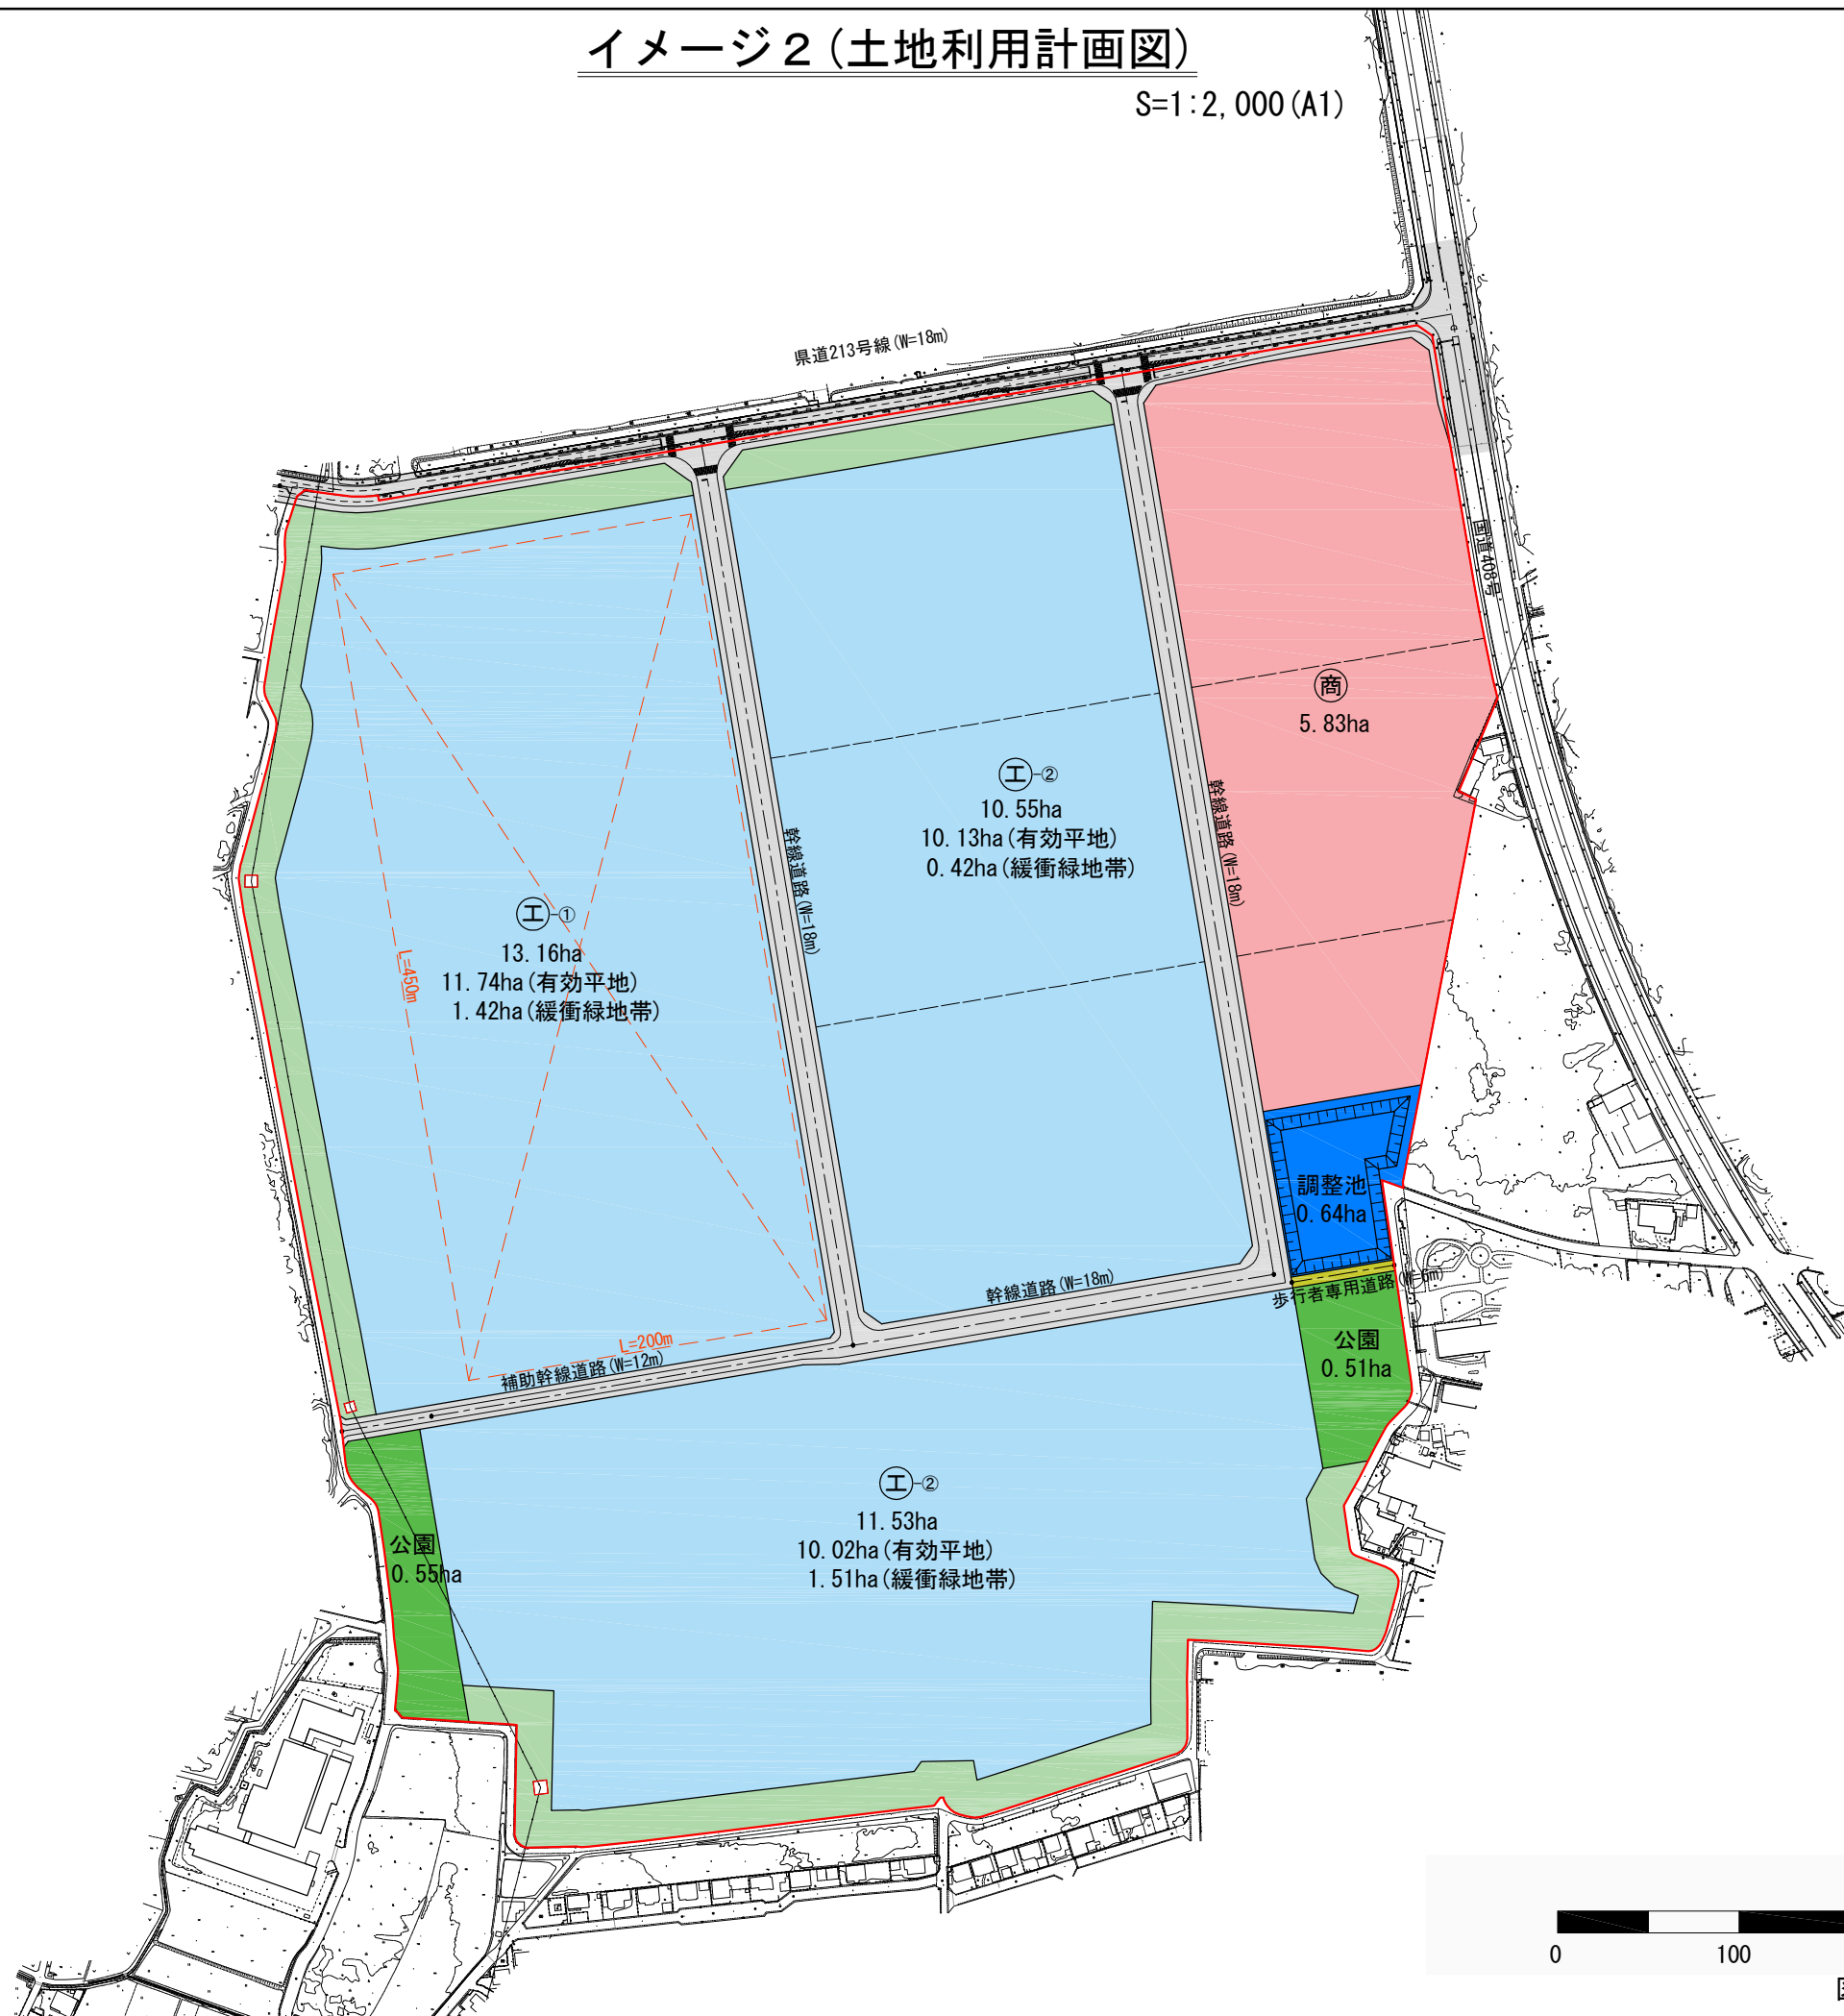 イメージ２(土地利用計画図)
S=1:2,000(A1)
県道213号線(W=18m)
国道408号
㊂商
5.83ha
工-②
10.55ha
10.13ha(有効平地)
0.42ha(緩衝緑地帯)
幹線道路(W=18m)
幹線道路(W=18m)
工-①
13.16ha
11.74ha(有効平地)
1.42ha(緩衝緑地帯)
L=450m
調整池
0.64ha
幹線道路(W=18m)
歩行者専用道路(W=6m)
L=200m
補助幹線道路(W=12m)
公園
0.51ha
工-②
11.53ha
10.02ha(有効平地)
1.51ha(緩衝緑地帯)
公園
0.55ha
0 100